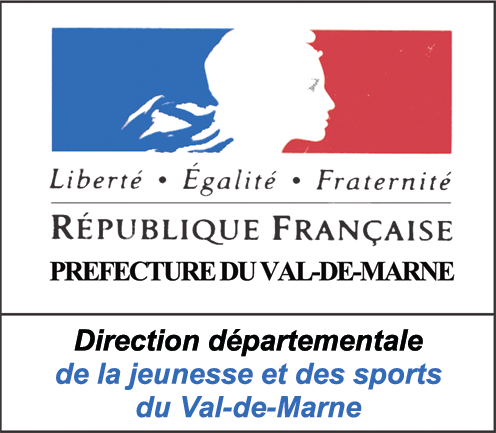 Liberté • Égalité • Fraternité
RÉPUBLIQUE FRANÇAISE
PREFECTURE DU VAL-DE-MARNE
Direction départementale
de la jeunesse et des sports
du Val-de-Marne